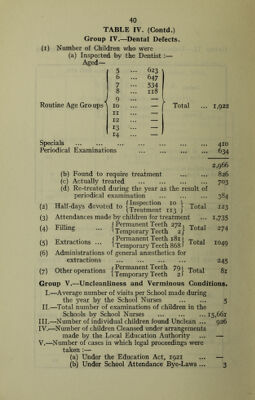 40
TABLE IV. (Contd.)
Group IV.—Dental Defects.
(1) Number of Children who were
(a) Inspected by the Dentist :—
Aged—
5 ... 623
6 ... 647
7 ... 534
8 ... 118
9 ... —
Routine Age Groups 10 ... — Total ... 1,922
11 ... —
12 ... —
13 ... —
14 ... —
Specials ... ... ... ... ... ... 410
Periodical Examinations ... ... ... ... 634
2,966
(b) Found to require treatment ... ... 826
(c) Actually treated ... ... ... ... 703
(d) Re-treated during the year as the result of
periodical examination ... ... ... 384
(2) Half-days devoted to { Inspection 10 Treatment 113 } Total 123
(3) Attendances made by children for treatment ... 1,735
(4) Filling ... { Permanent Teeth 272 Temporary Teeth 2 } Total 274
(5) Extractions ... { Permanent Teeth 181 Temporary Teeth 868 } Total 1049
(6) Administrations of general anæsthetics for
extractions ... ... ... ... ... 245
(7) Other operations { Permanent Teeth 79 Temporary Teeth 2 } Total 81
Group V.—Uncleanliness and Verminous Conditions.
I.—Average number of visits per School made during
the year by the School Nurses ... ... 5
II.—Total number of examinations of children in the
Schools by School Nurses ... ... ... 15,661
III.—Number of individual children found Unclean ... 926
IV.—Number of children Cleansed under arrangements
made by the Local Education Authority ... —
V.—Number of cases in which legal proceedings were
taken :—
(a) Under the Education Act, 1921 ... —
(b) Under School Attendance Bye-Laws ... 3